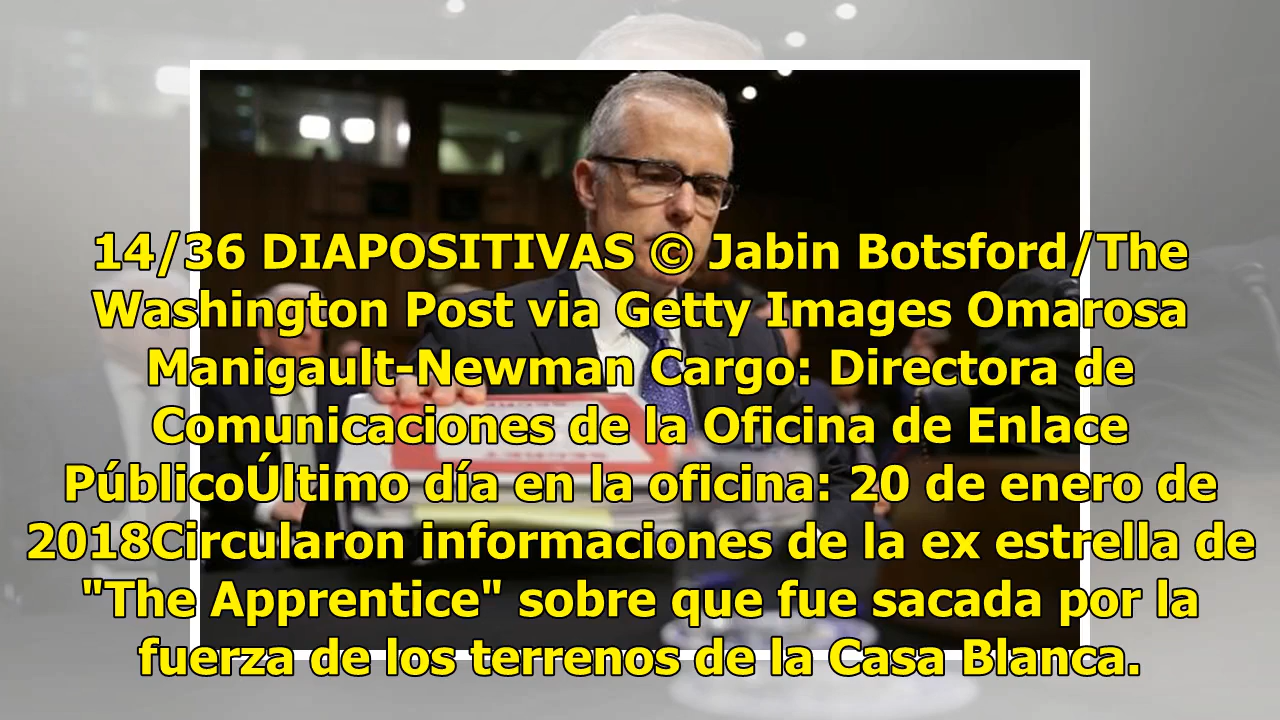 14/36 DIAPOSITIVAS © Jabin Botsford/The
Washington Post via Getty Images Omarosa
Manigault-Newman Cargo: Directora de
Comunicaciones de la Oficina de Enlace
PúblicoÚltimo día en la oficina: 20 de enero de
2018Circularon informaciones de la ex estrella de
"The Apprentice" sobre que fue sacada por la
fuerza de los terrenos de la Casa Blanca.